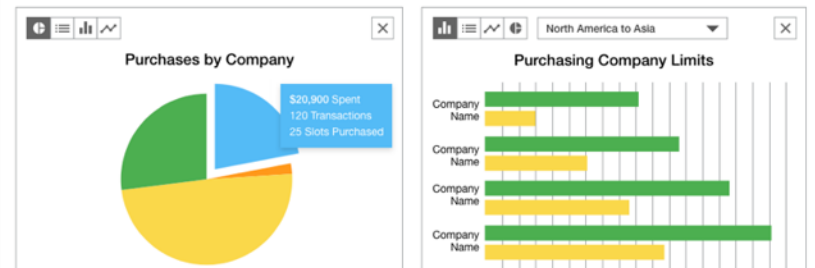 North America to Asia
Purchases by Company
Purchasing Company Limits
$20,900 Spent
120 Transactions
25 Slots Purchased
Company
Name
Company
Name
Company
Name
Company
Name